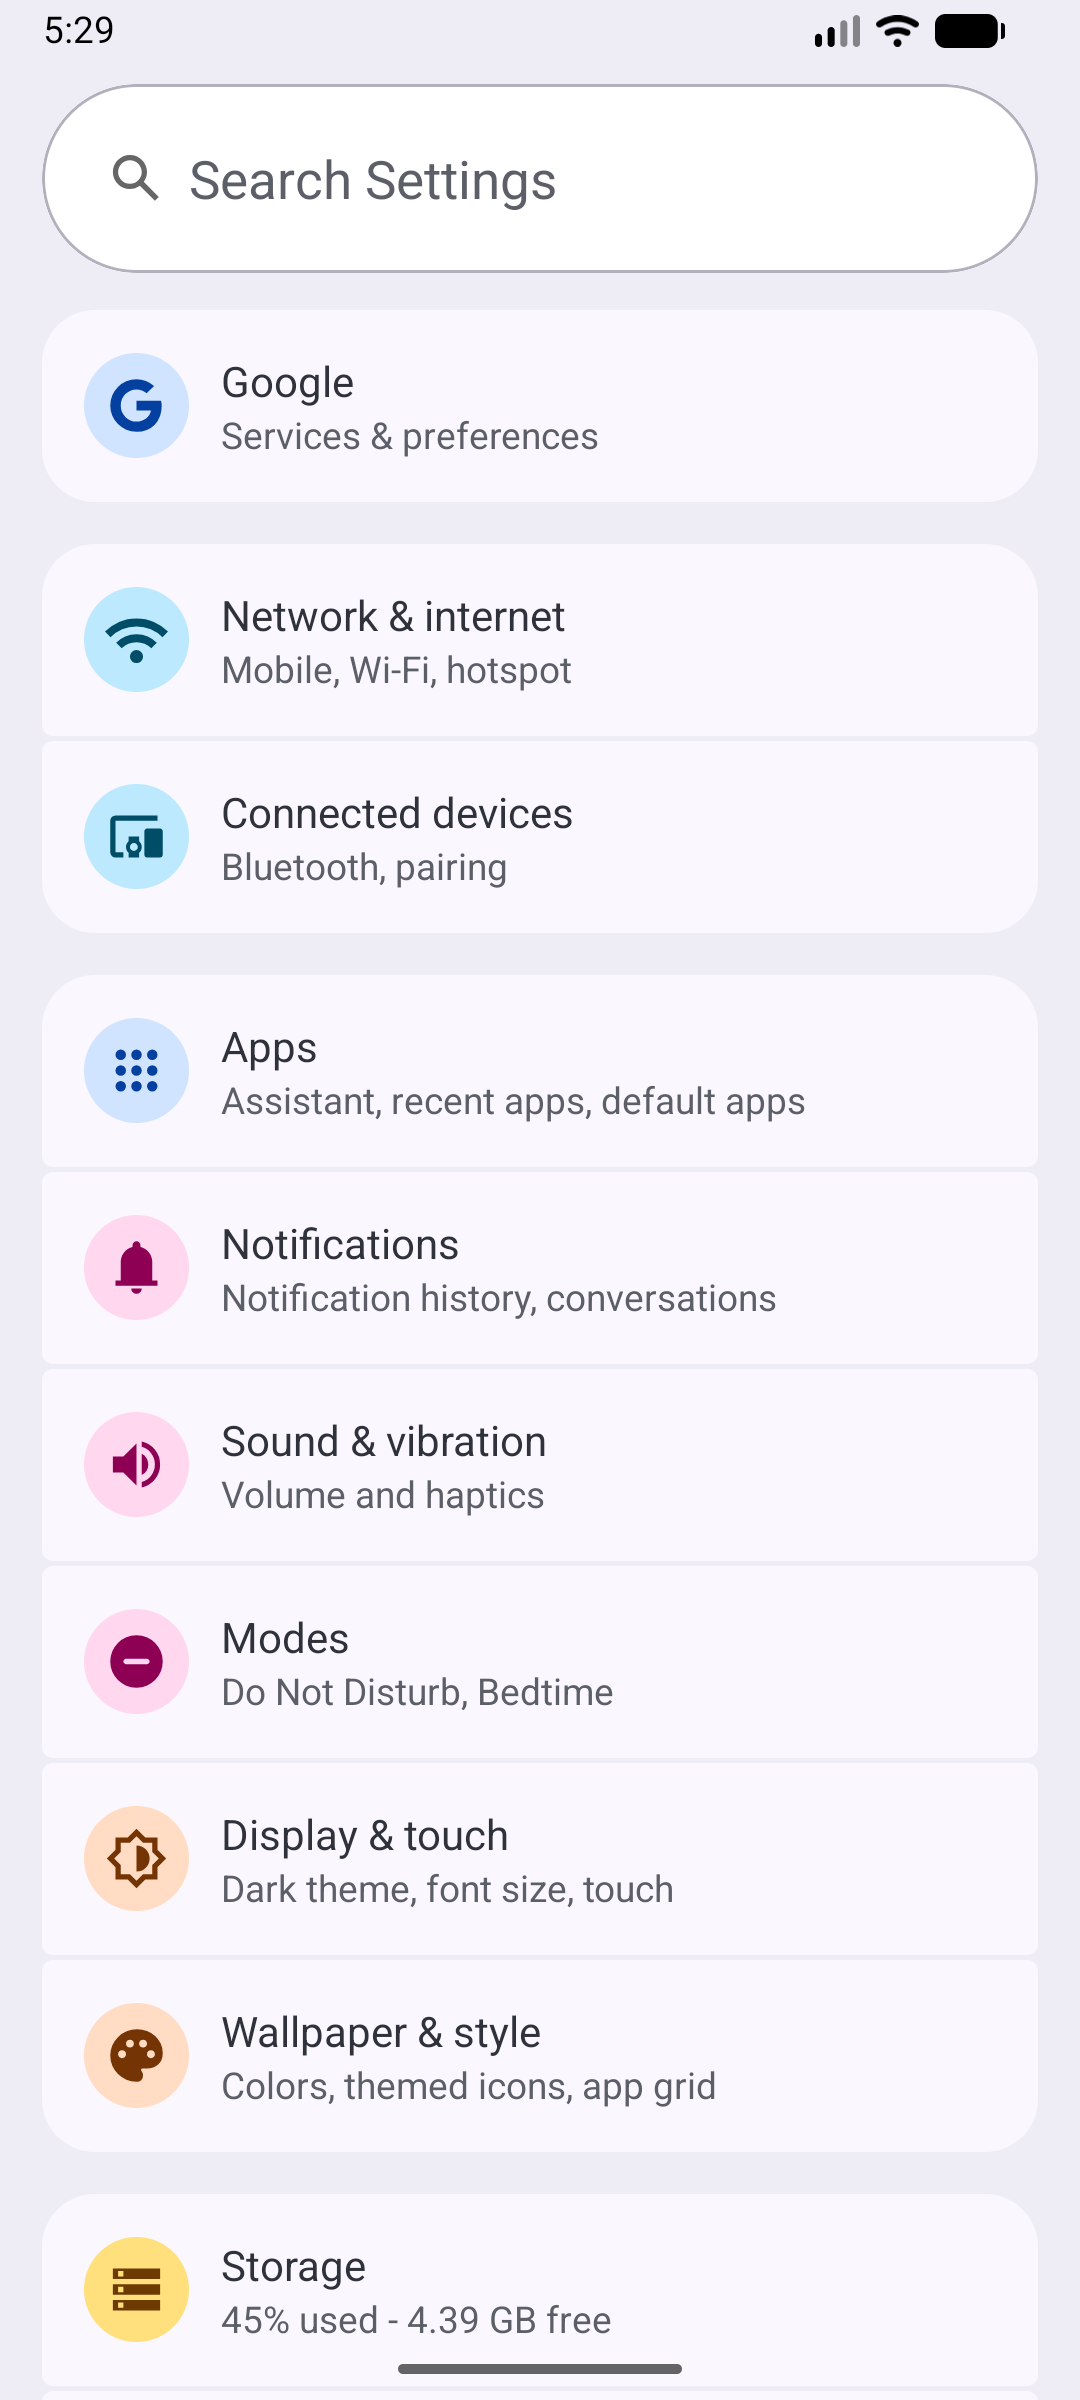 5:29
Search Settings
Google
Services & preferences
Network & internet
Mobile, Wi-Fi, hotspot
Connected devices
Bluetooth, pairing
Apps
Assistant, recent apps, default apps
Notifications
Notification history, conversations
Sound & vibration
Volume and haptics
Modes
Do Not Disturb, Bedtime
Display & touch
Dark theme, font size, touch
Wallpaper & style
Colors, themed icons, app grid
Storage
45% used - 4.39 GB free